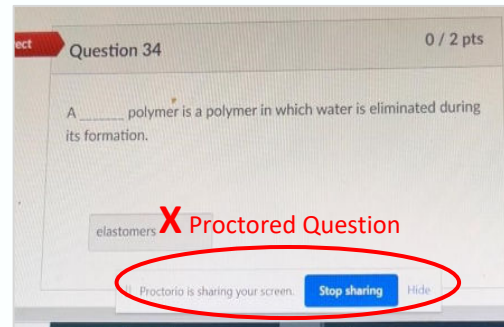 ect
Question 34
0 / 2 pts
A ______ polymer is a polymer in which water is eliminated during
its formation.
elastomers
X Proctored Question
|| Proctorio is sharing your screen.
Stop sharing
Hide